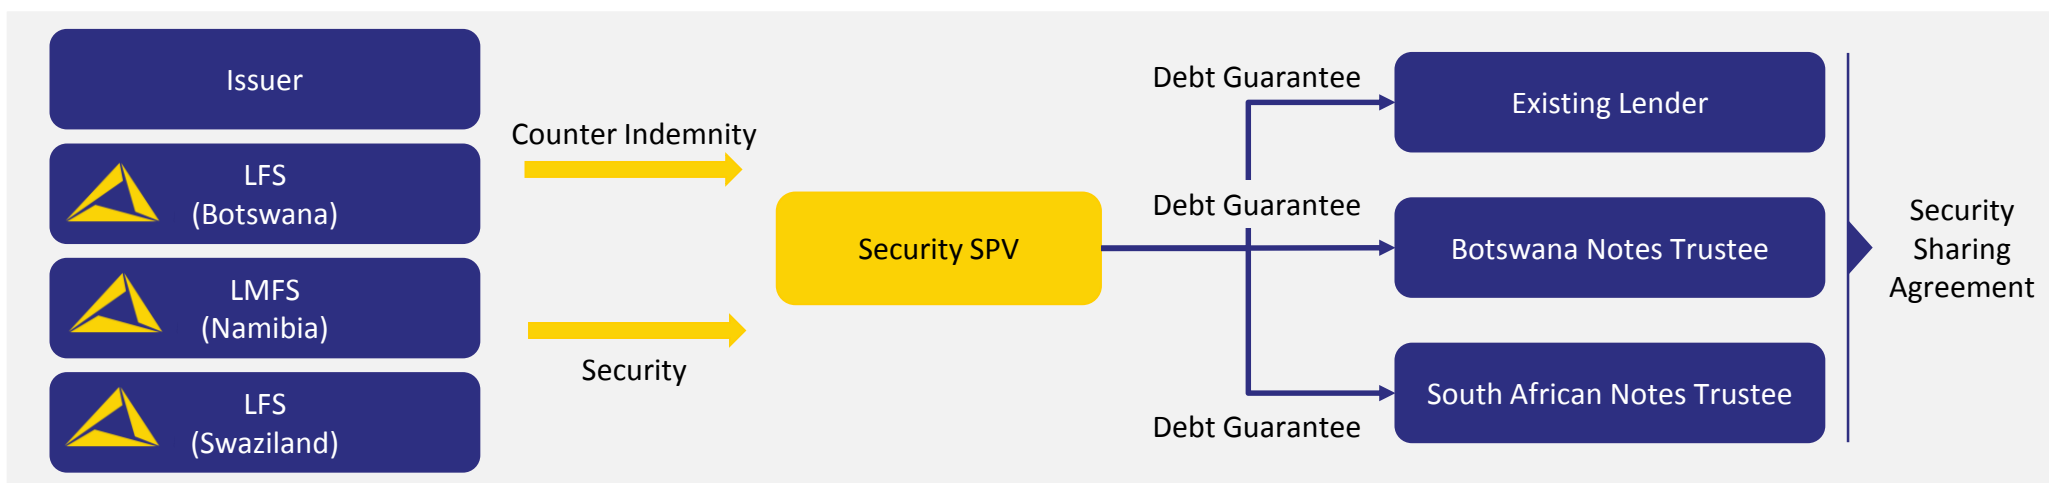 Issuer
LFS
(Botswana)
LMFS
(Namibia)
LFS
(Swaziland)
Counter Indemnity
Security
Security SPV
Debt Guarantee
Debt Guarantee
Debt Guarantee
Existing Lender
Botswana Notes Trustee
South African Notes Trustee
Security
Sharing
Agreement